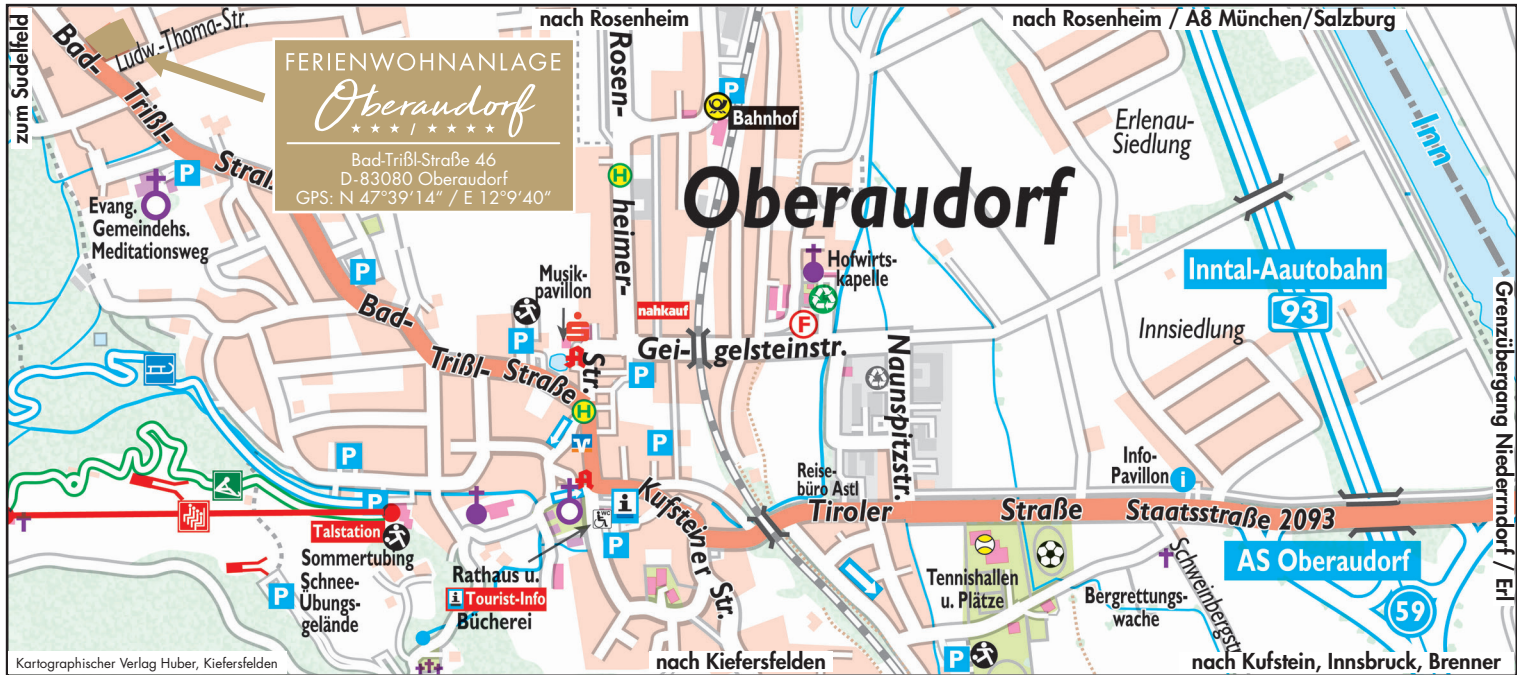 nach Rosenheim
nach Rosenheim / A8 München/Salzburg
zum Sudelfeld
Bad-
Trißl-
Ludw.-Thoma-Str.
FERIENWOHNANLAGE
Oberaudorf
★ ★ ★ / ★ ★ ★ ★
Bad-Trißl-Straße 46
D-83080 Oberaudorf
GPS: N 47°39'14" / E 12°9'40"
Rosen-
heimer-
Str.
P
Bahnhof
Erlenau-
Siedlung
Inn
P
H
Oberaudorf
Evang.
Gemeindehs.
Meditationsweg
P
Musik-
pavillon
Hofwirts-
kapelle
Inntal-Aautobahn
93
Grenzübergang Niederrndorf / Erl
Bad-
Trißl-
Straße
nahkauf
F
Innsiedlung
P
Gei-
gelsteinstr.
Naunspitzstr.
P
H
P
P
P
Info-
Pavillon
i
Reise-
büro Astl
Kufsteiner
Str.
Tiroler
Straße
Staatsstraße 2093
i
WC
P
Talstation
Sommertubing
Schnee-
Übungs-
gelände
P
Rathaus u.
i Tourist-Info
Bücherei
Tennishallen
u. Plätze
Bergrettungs-
wache
AS Oberaudorf
59
P
Kartographischer Verlag Huber, Kiefersfelden
nach Kiefersfelden
nach Kufstein, Innsbruck, Brenner